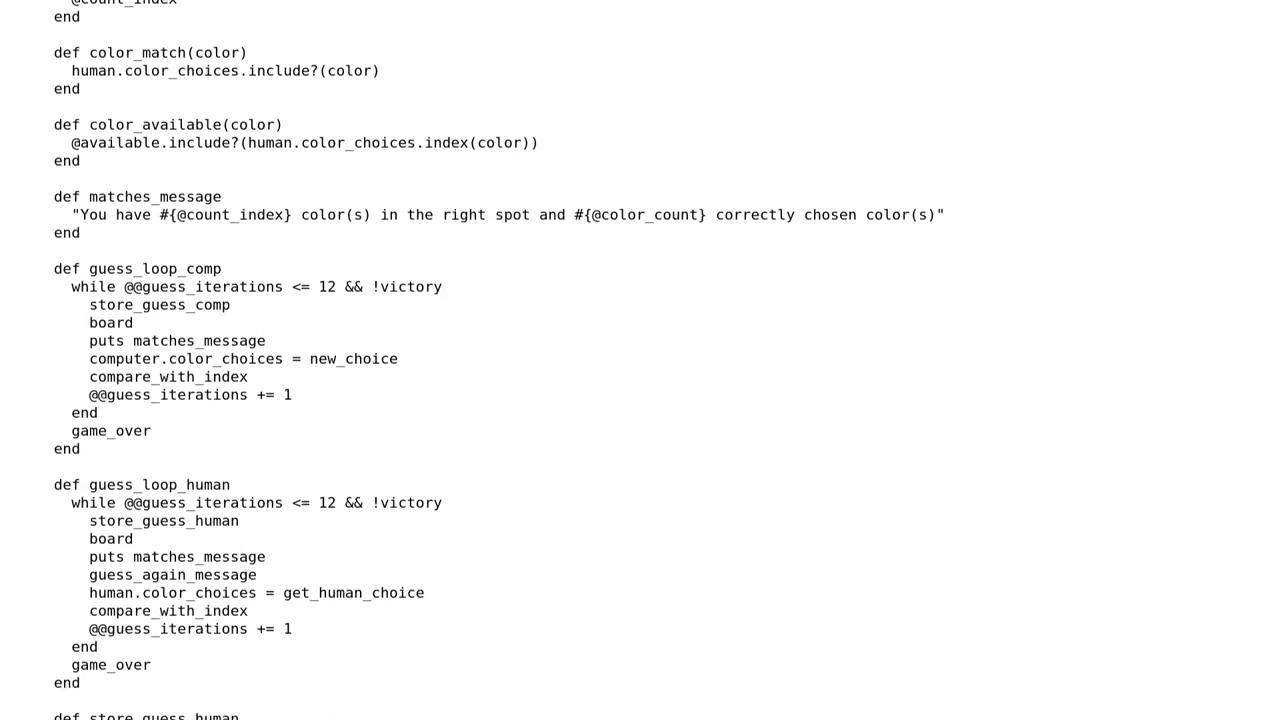 @count_index
end

def color_match(color)
  human.color_choices.include?(color)
end

def color_available(color)
  @available.include?(human.color_choices.index(color))
end

def matches_message
  "You have #{@count_index} color(s) in the right spot and #{@color_count} correctly chosen color(s)"
end

def guess_loop_comp
  while @@guess_iterations <= 12 && !victory
    store_guess_comp
    board
    puts matches_message
    computer.color_choices = new_choice
    compare_with_index
    @@guess_iterations += 1
  end
  game_over
end

def guess_loop_human
  while @@guess_iterations <= 12 && !victory
    store_guess_human
    board
    puts matches_message
    guess_again_message
    human.color_choices = get_human_choice
    compare_with_index
    @@guess_iterations += 1
  end
  game_over
end

def store_guess_human